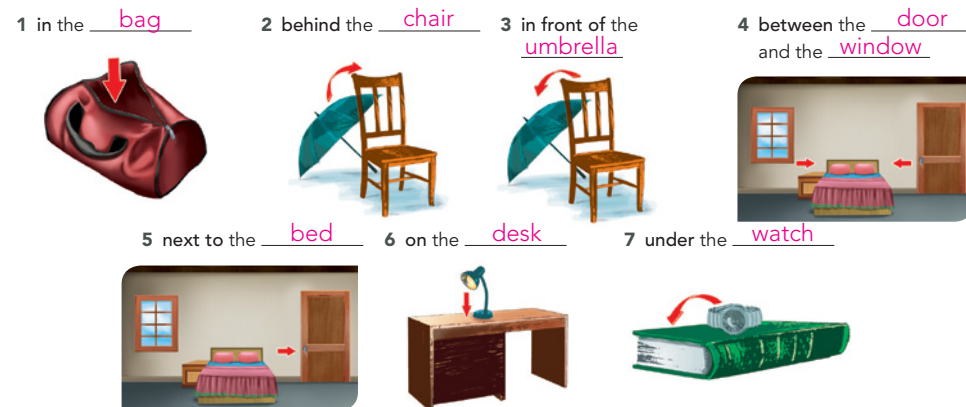 1 in the bag
2 behind the chair
3 in front of the
umbrella
4 between the door
and the window
5 next to the bed
6 on the desk
7 under the watch